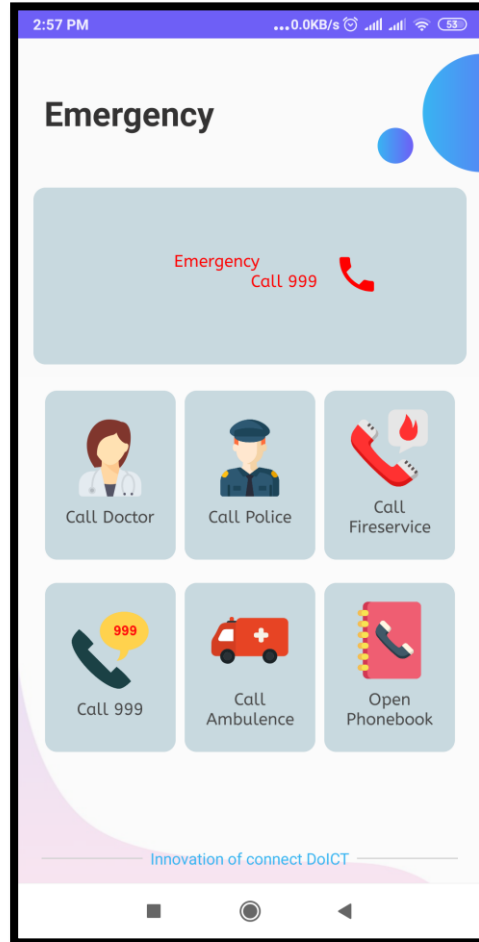 2:57 PM
...0.0KB/s
53
Emergency
Emergency
Call 999
Call Doctor
Call Police
Call
Fireservice
999
Call 999
Call
Ambulence
Open
Phonebook
Innovation of connect DoICT